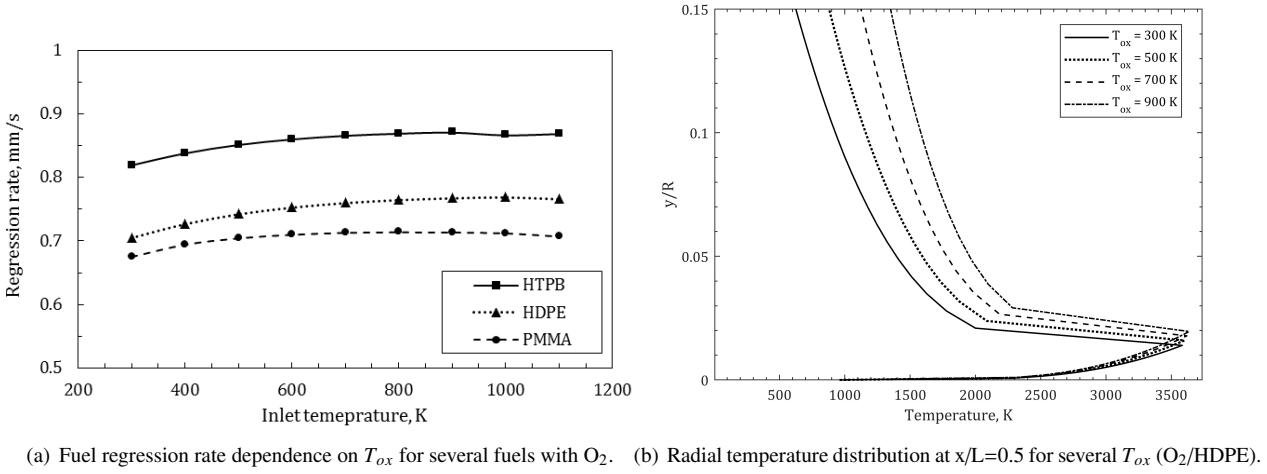 1
0.9
0.8
0.7
0.6
0.5
Regression rate, mm/s
200
400
600
800
1000
1200
Inlet temeprature, K
HTPB
HDPE
PMMA
(a) Fuel regression rate dependence on T_ox for several fuels with O₂.
0.15
0.1
0.05
0
y/R
500
1000
1500
2000
2500
3000
3500
Temperature, K
T_ox = 300 K
T_ox = 500 K
T_ox = 700 K
T_ox = 900 K
(b) Radial temperature distribution at x/L=0.5 for several T_ox (O₂/HDPE).